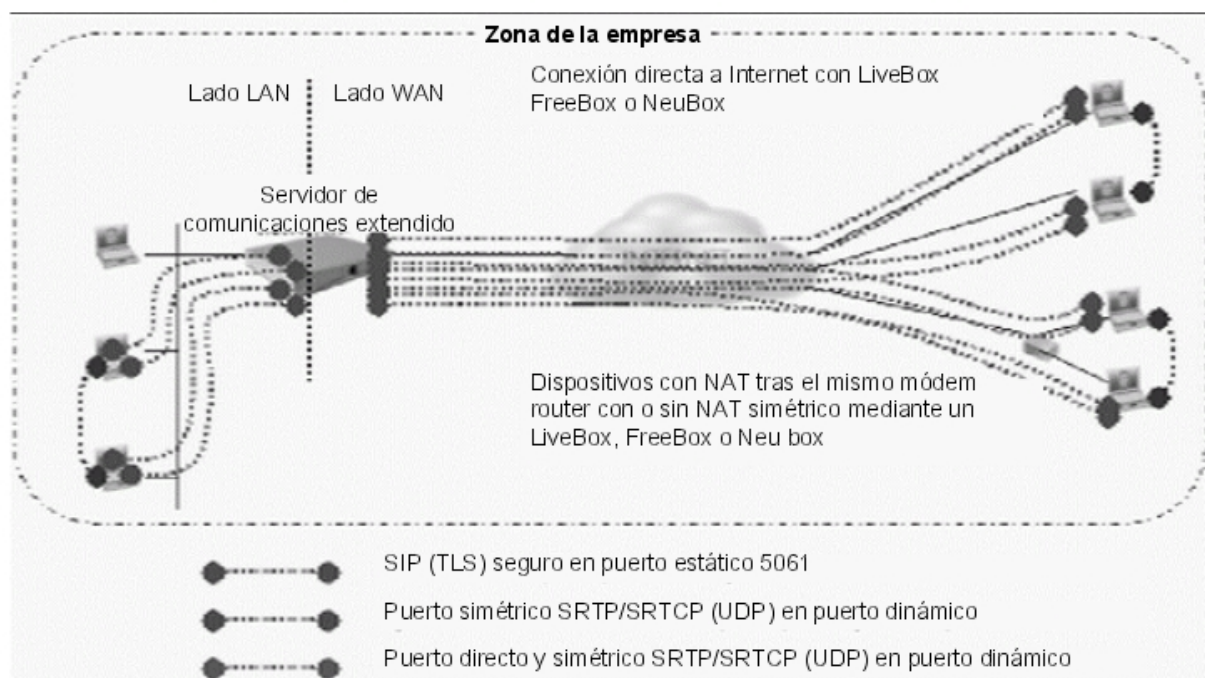 Zona de la empresa
Lado LAN
Lado WAN
Conexión directa a Internet con LiveBox
FreeBox o NeuBox
Servidor de
comunicaciones extendido
Dispositivos con NAT tras el mismo módem
router con o sin NAT simétrico mediante un
LiveBox, FreeBox o Neu box
SIP (TLS) seguro en puerto estático 5061
Puerto simétrico SRTP/SRTCP (UDP) en puerto dinámico
Puerto directo y simétrico SRTP/SRTCP (UDP) en puerto dinámico